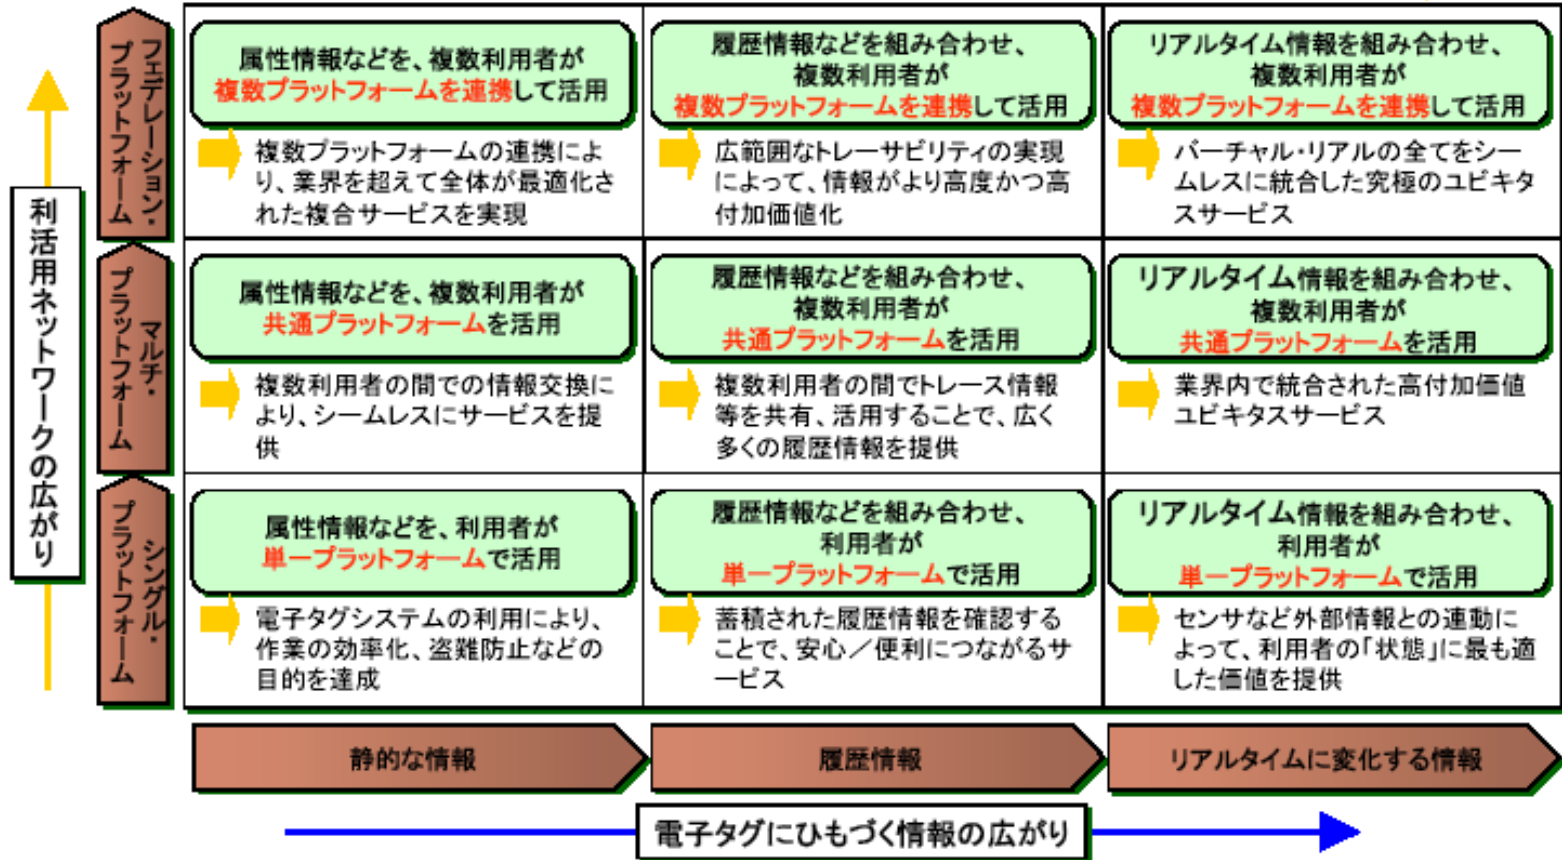 利活用ネットワークの広がり
フェデレーション・
プラットフォーム
属性情報などを、複数利用者が
複数プラットフォームを連携して活用
複数プラットフォームの連携によ
り、業界を超えて全体が最適化さ
れた複合サービスを実現
履歴情報などを組み合わせ、
複数利用者が
複数プラットフォームを連携して活用
広範囲なトレーサビリティの実現
によって、情報がより高度かつ高
付加価値化
リアルタイム情報を組み合わせ、
複数利用者が
複数プラットフォームを連携して活用
バーチャル・リアルの全てをシー
ムレスに統合した究極のユビキタ
スサービス
マルチ・
プラットフォーム
属性情報などを、複数利用者が
共通プラットフォームを活用
複数利用者の間での情報交換に
より、シームレスにサービスを提
供
履歴情報などを組み合わせ、
複数利用者が
共通プラットフォームを活用
複数利用者の間でトレース情報
等を共有、活用することで、広く
多くの履歴情報を提供
リアルタイム情報を組み合わせ、
複数利用者が
共通プラットフォームを活用
業界内で統合された高付加価値
ユビキタスサービス
シングル・
プラットフォーム
属性情報などを、利用者が
単一プラットフォームで活用
電子タグシステムの利用により、
作業の効率化、盗難防止などの
目的を達成
履歴情報などを組み合わせ、
利用者が
単一プラットフォームで活用
蓄積された履歴情報を確認する
ことで、安心／便利につながるサ
ービス
リアルタイム情報を組み合わせ、
利用者が
単一プラットフォームで活用
センサなど外部情報との連動に
よって、利用者の「状態」に最も適
した価値を提供
静的な情報
履歴情報
リアルタイムに変化する情報
電子タグにひもづく情報の広がり